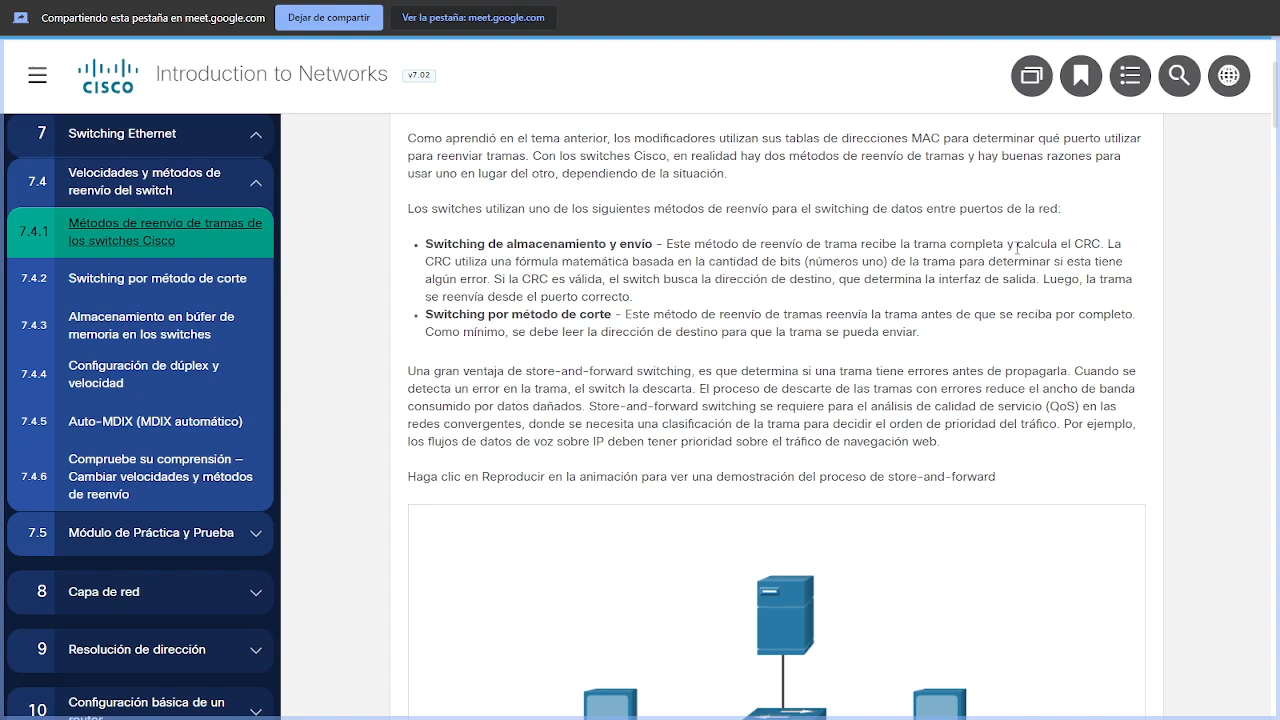 Compartiendo esta pestaña en meet.google.com
Dejar de compartir
Ver la pestaña: meet.google.com
CISCO
Introduction to Networks
v7.02
7 Switching Ethernet
7.4 Velocidades y métodos de
reenvío del switch
7.4.1 Métodos de reenvío de tramas de
los switches Cisco
7.4.2 Switching por método de corte
7.4.3 Almacenamiento en búfer de
memoria en los switches
7.4.4 Configuración de dúplex y
velocidad
7.4.5 Auto-MDIX (MDIX automático)
7.4.6 Compruebe su comprensión –
Cambiar velocidades y métodos
de reenvío
7.5 Módulo de Práctica y Prueba
8 Capa de red
9 Resolución de dirección
10 Configuración básica de un
router
Como aprendió en el tema anterior, los modificadores utilizan sus tablas de direcciones MAC para determinar qué puerto utilizar
para reenviar tramas. Con los switches Cisco, en realidad hay dos métodos de reenvío de tramas y hay buenas razones para
usar uno en lugar del otro, dependiendo de la situación.
Los switches utilizan uno de los siguientes métodos de reenvío para el switching de datos entre puertos de la red:
• Switching de almacenamiento y envío - Este método de reenvío de trama recibe la trama completa y calcula el CRC. La
CRC utiliza una fórmula matemática basada en la cantidad de bits (números uno) de la trama para determinar si esta tiene
algún error. Si la CRC es válida, el switch busca la dirección de destino, que determina la interfaz de salida. Luego, la trama
se reenvía desde el puerto correcto.
• Switching por método de corte - Este método de reenvío de tramas reenvía la trama antes de que se reciba por completo.
Como mínimo, se debe leer la dirección de destino para que la trama se pueda enviar.
Una gran ventaja de store-and-forward switching, es que determina si una trama tiene errores antes de propagarla. Cuando se
detecta un error en la trama, el switch la descarta. El proceso de descarte de las tramas con errores reduce el ancho de banda
consumido por datos dañados. Store-and-forward switching se requiere para el análisis de calidad de servicio (QoS) en las
redes convergentes, donde se necesita una clasificación de la trama para decidir el orden de prioridad del tráfico. Por ejemplo,
los flujos de datos de voz sobre IP deben tener prioridad sobre el tráfico de navegación web.
Haga clic en Reproducir en la animación para ver una demostración del proceso de store-and-forward